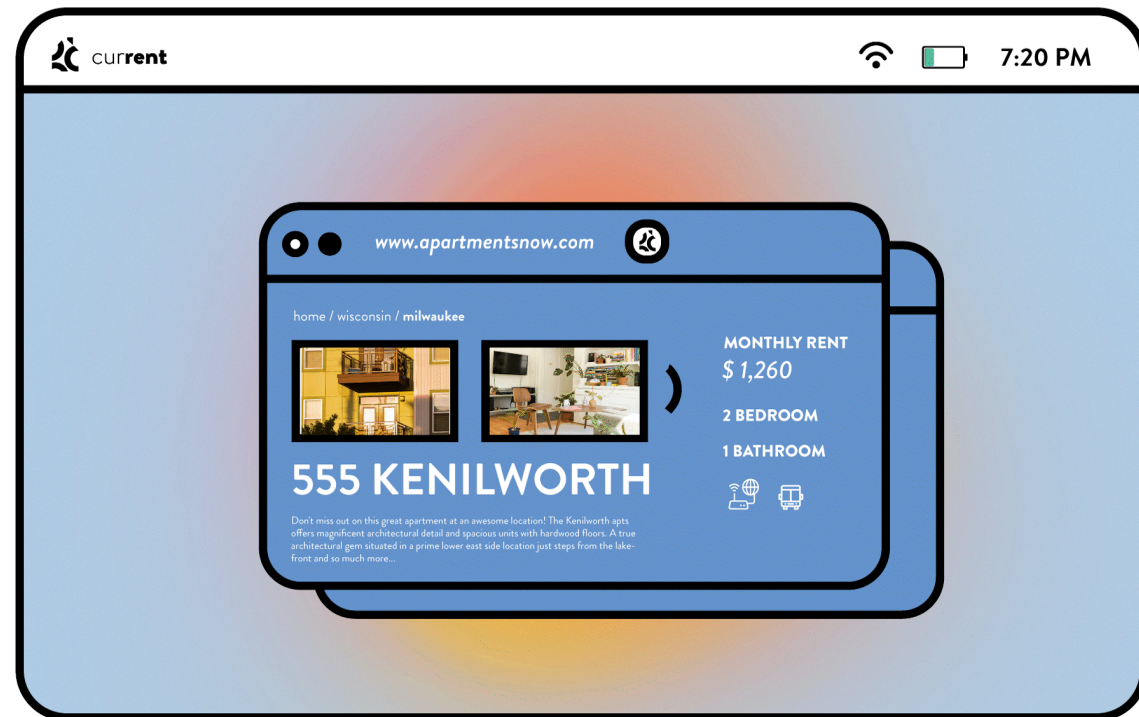 current
7:20 PM
www.apartmentsnow.com
home / wisconsin / milwaukee
555 KENILWORTH
Don't miss out on this great apartment at an awesome location! The Kenilworth apts
offers magnificent architectural detail and spacious units with hardwood floors. A true
architectural gem situated in a prime lower east side location just steps from the lake-
front and so much more...
MONTHLY RENT
$ 1,260
2 BEDROOM
1 BATHROOM